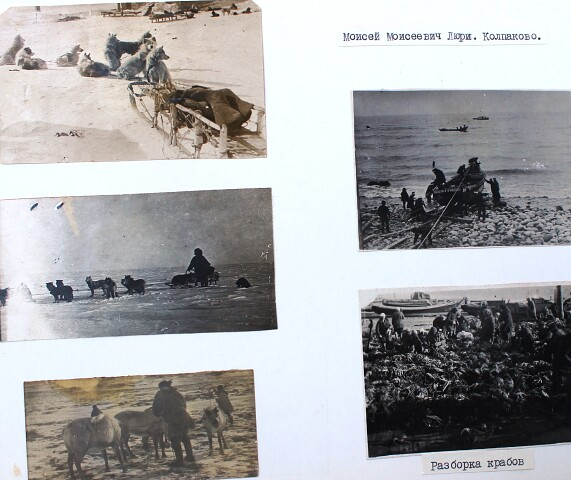 Моисей Моисеевич Люри. Колпаково.
Разборка крабов